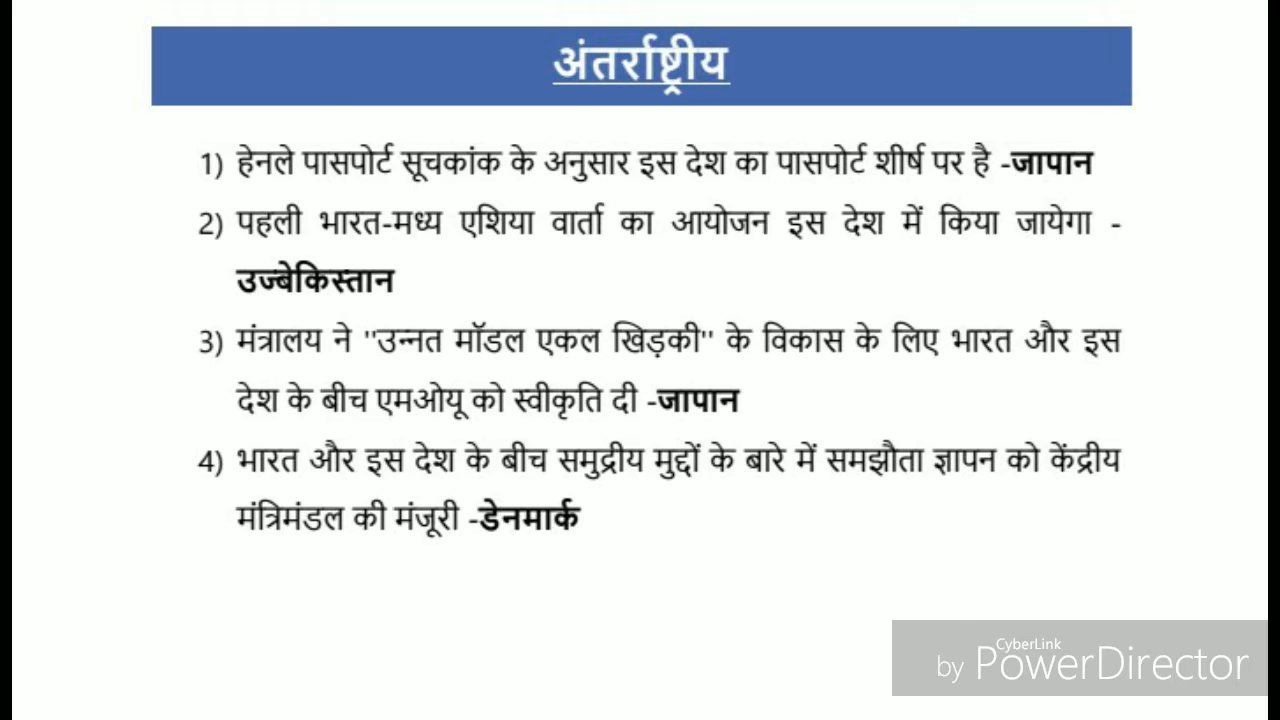 अंतर्राष्ट्रीय
1) हेनले पासपोर्ट सूचकांक के अनुसार इस देश का पासपोर्ट शीर्ष पर है -जापान
2) पहली भारत-मध्य एशिया वार्ता का आयोजन इस देश में किया जायेगा -
उज्बेकिस्तान
3) मंत्रालय ने "उन्नत मॉडल एकल खिड़की" के विकास के लिए भारत और इस
देश के बीच एमओयू को स्वीकृति दी -जापान
4) भारत और इस देश के बीच समुद्रीय मुद्दों के बारे में समझौता ज्ञापन को केंद्रीय
मंत्रिमंडल की मंजूरी -डेनमार्क
CyberLink
by PowerDirector